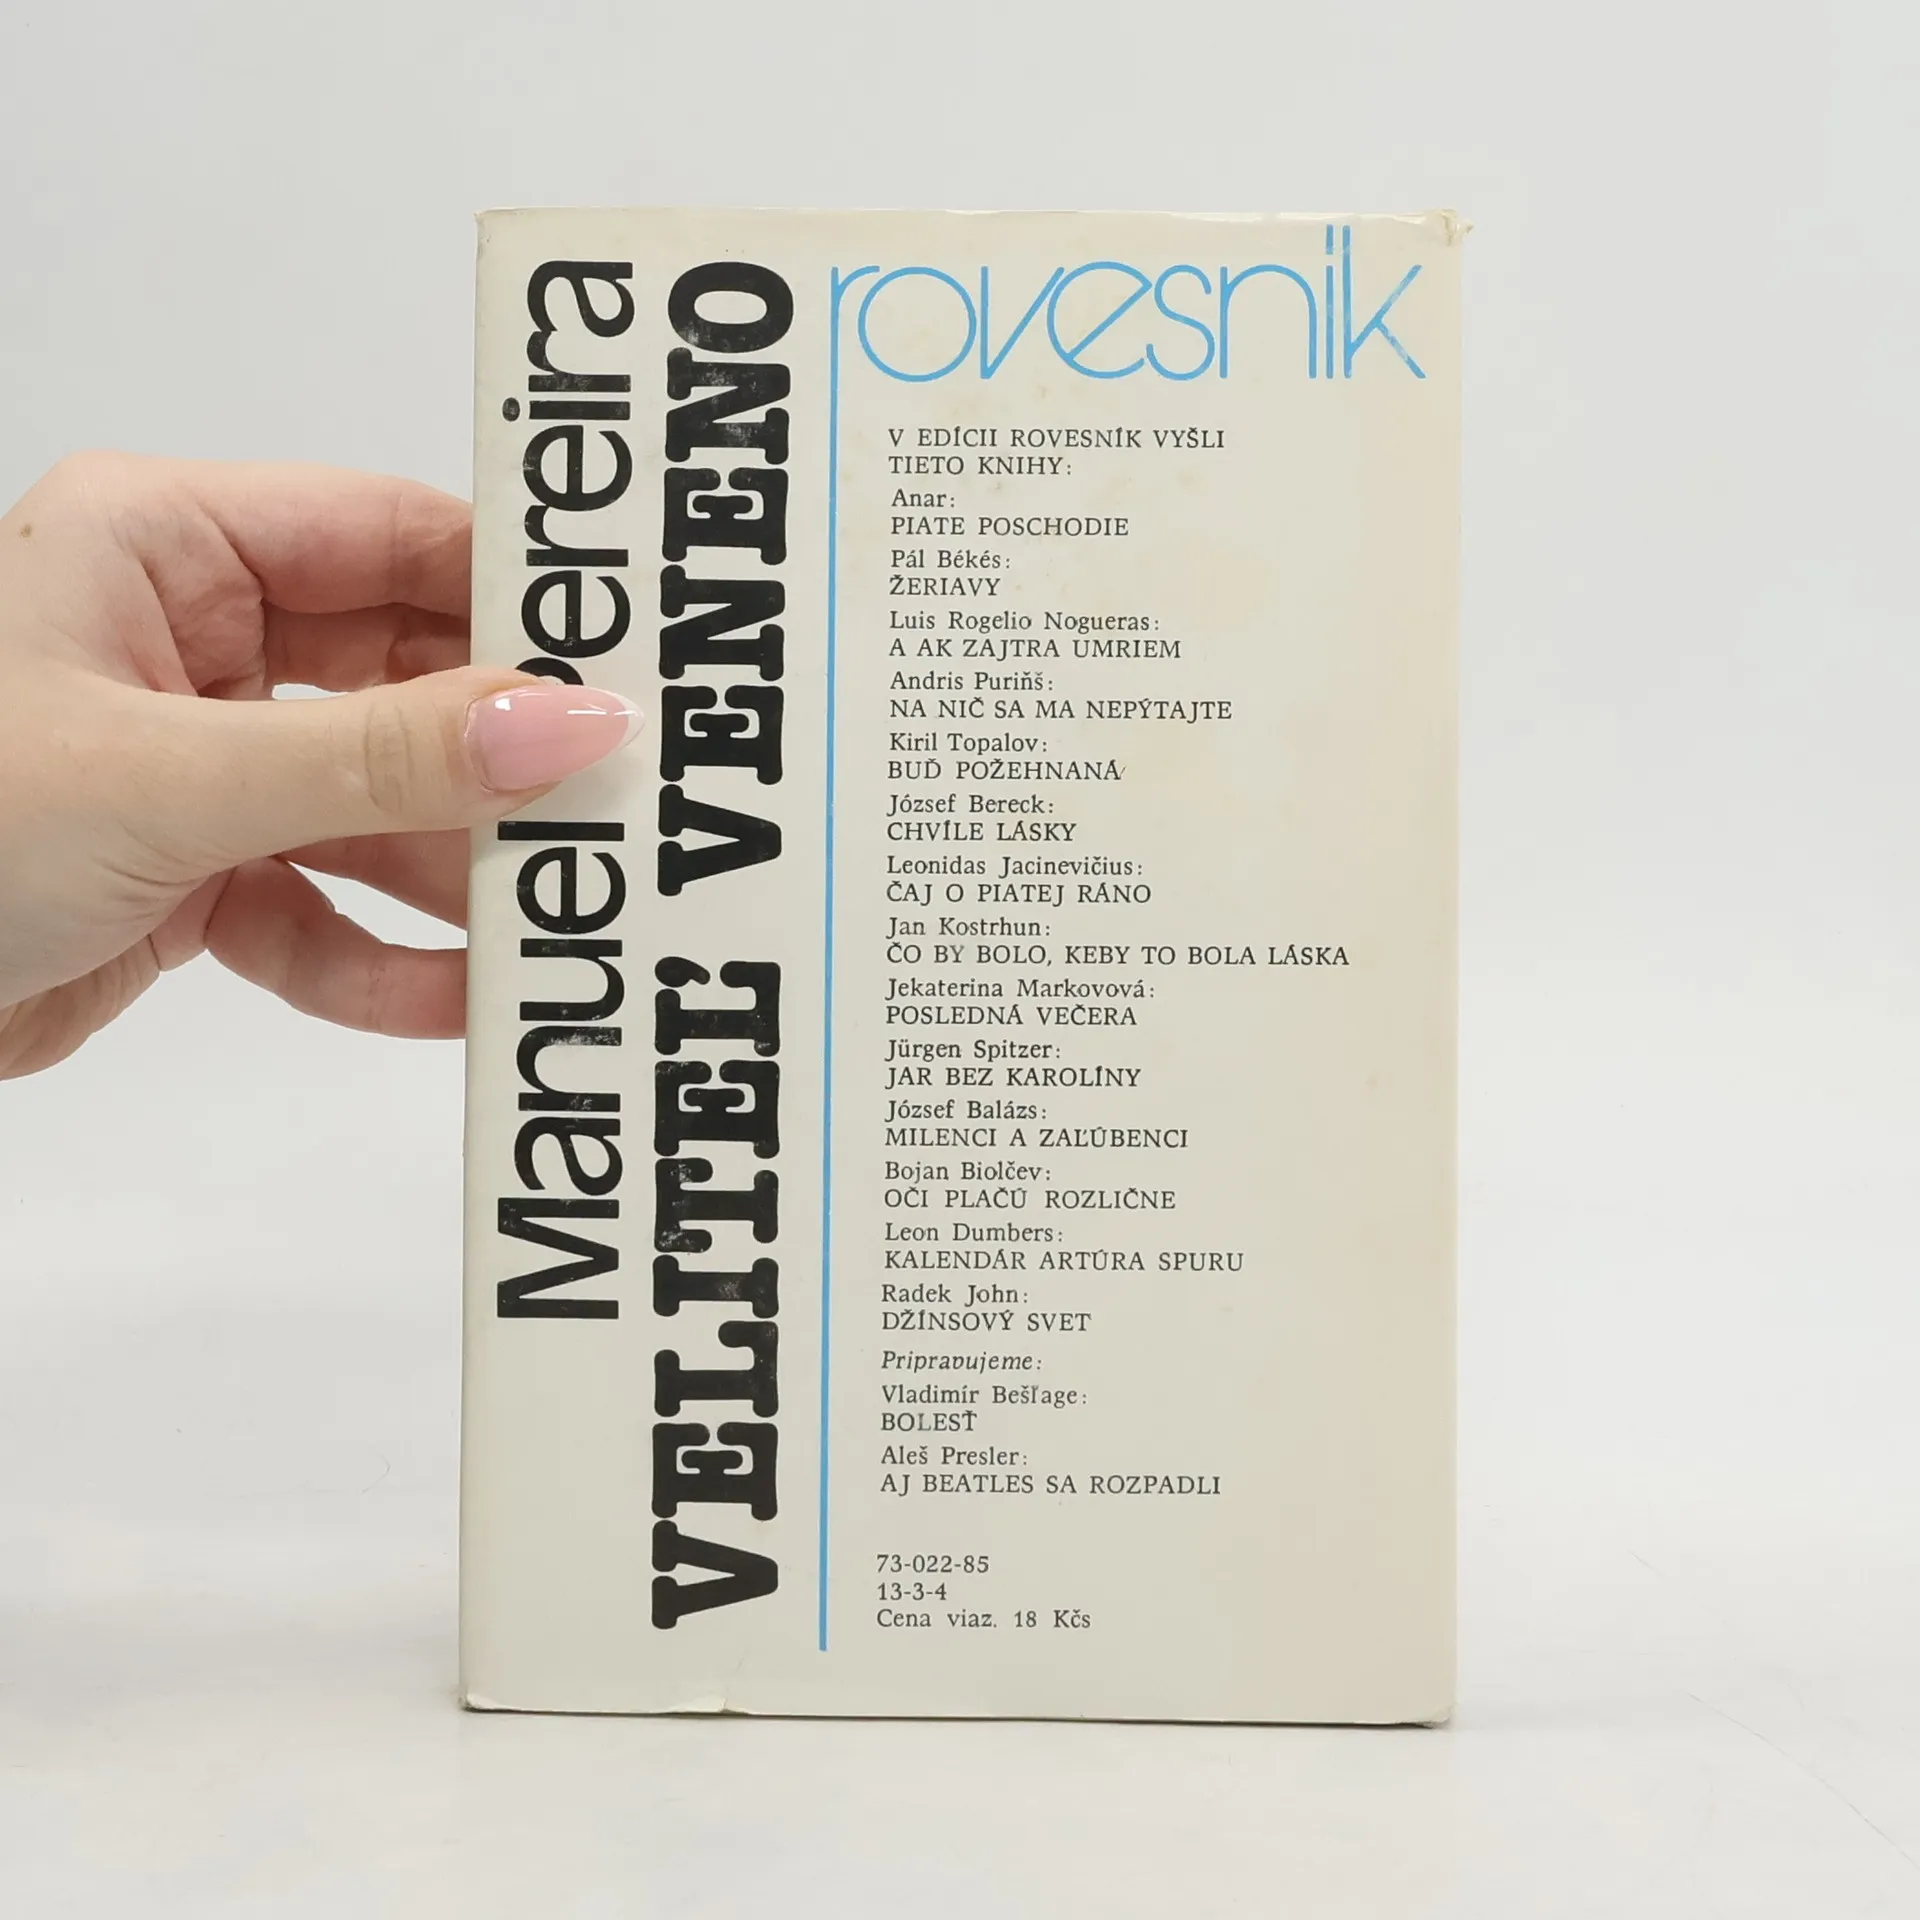 Manuel Pereira
VELITEĽ VENENO
rovesník
V EDÍCII ROVESNÍK VYŠLI
TIETO KNIHY:
Anar:
PIATE POSCHODIE
Pál Békés:
ŽERIAVY
Luis Rogelio Nogueras:
A AK ZAJTRA UMRIEM
Andris Puriňš:
NA NIČ SA MA NEPÝTAJTE
Kiril Topalov:
BUĎ POŽEHNANÁ
József Bereck:
CHVÍLE LÁSKY
Leonidas Jacinevičius:
ČAJ O PIATEJ RÁNO
Jan Kostrhun:
ČO BY BOLO, KEBY TO BOLA LÁSKA
Jekaterina Markovová:
POSLEDNÁ VEČERA
Jürgen Spitzer:
JAR BEZ KAROLÍNY
József Balázs:
MILENCI A ZAĽÚBENCI
Bojan Biolčev:
OČI PLAČÚ ROZLIČNE
Leon Dumbers:
KALENDÁR ARTÚRA SPURU
Radek John:
DŽÍNSOVÝ SVET
Pripravujeme:
Vladimír Bešľage:
BOLESŤ
Aleš Presler:
AJ BEATLES SA ROZPADLI
73-022-85
13-3-4
Cena viaz. 18 Kčs